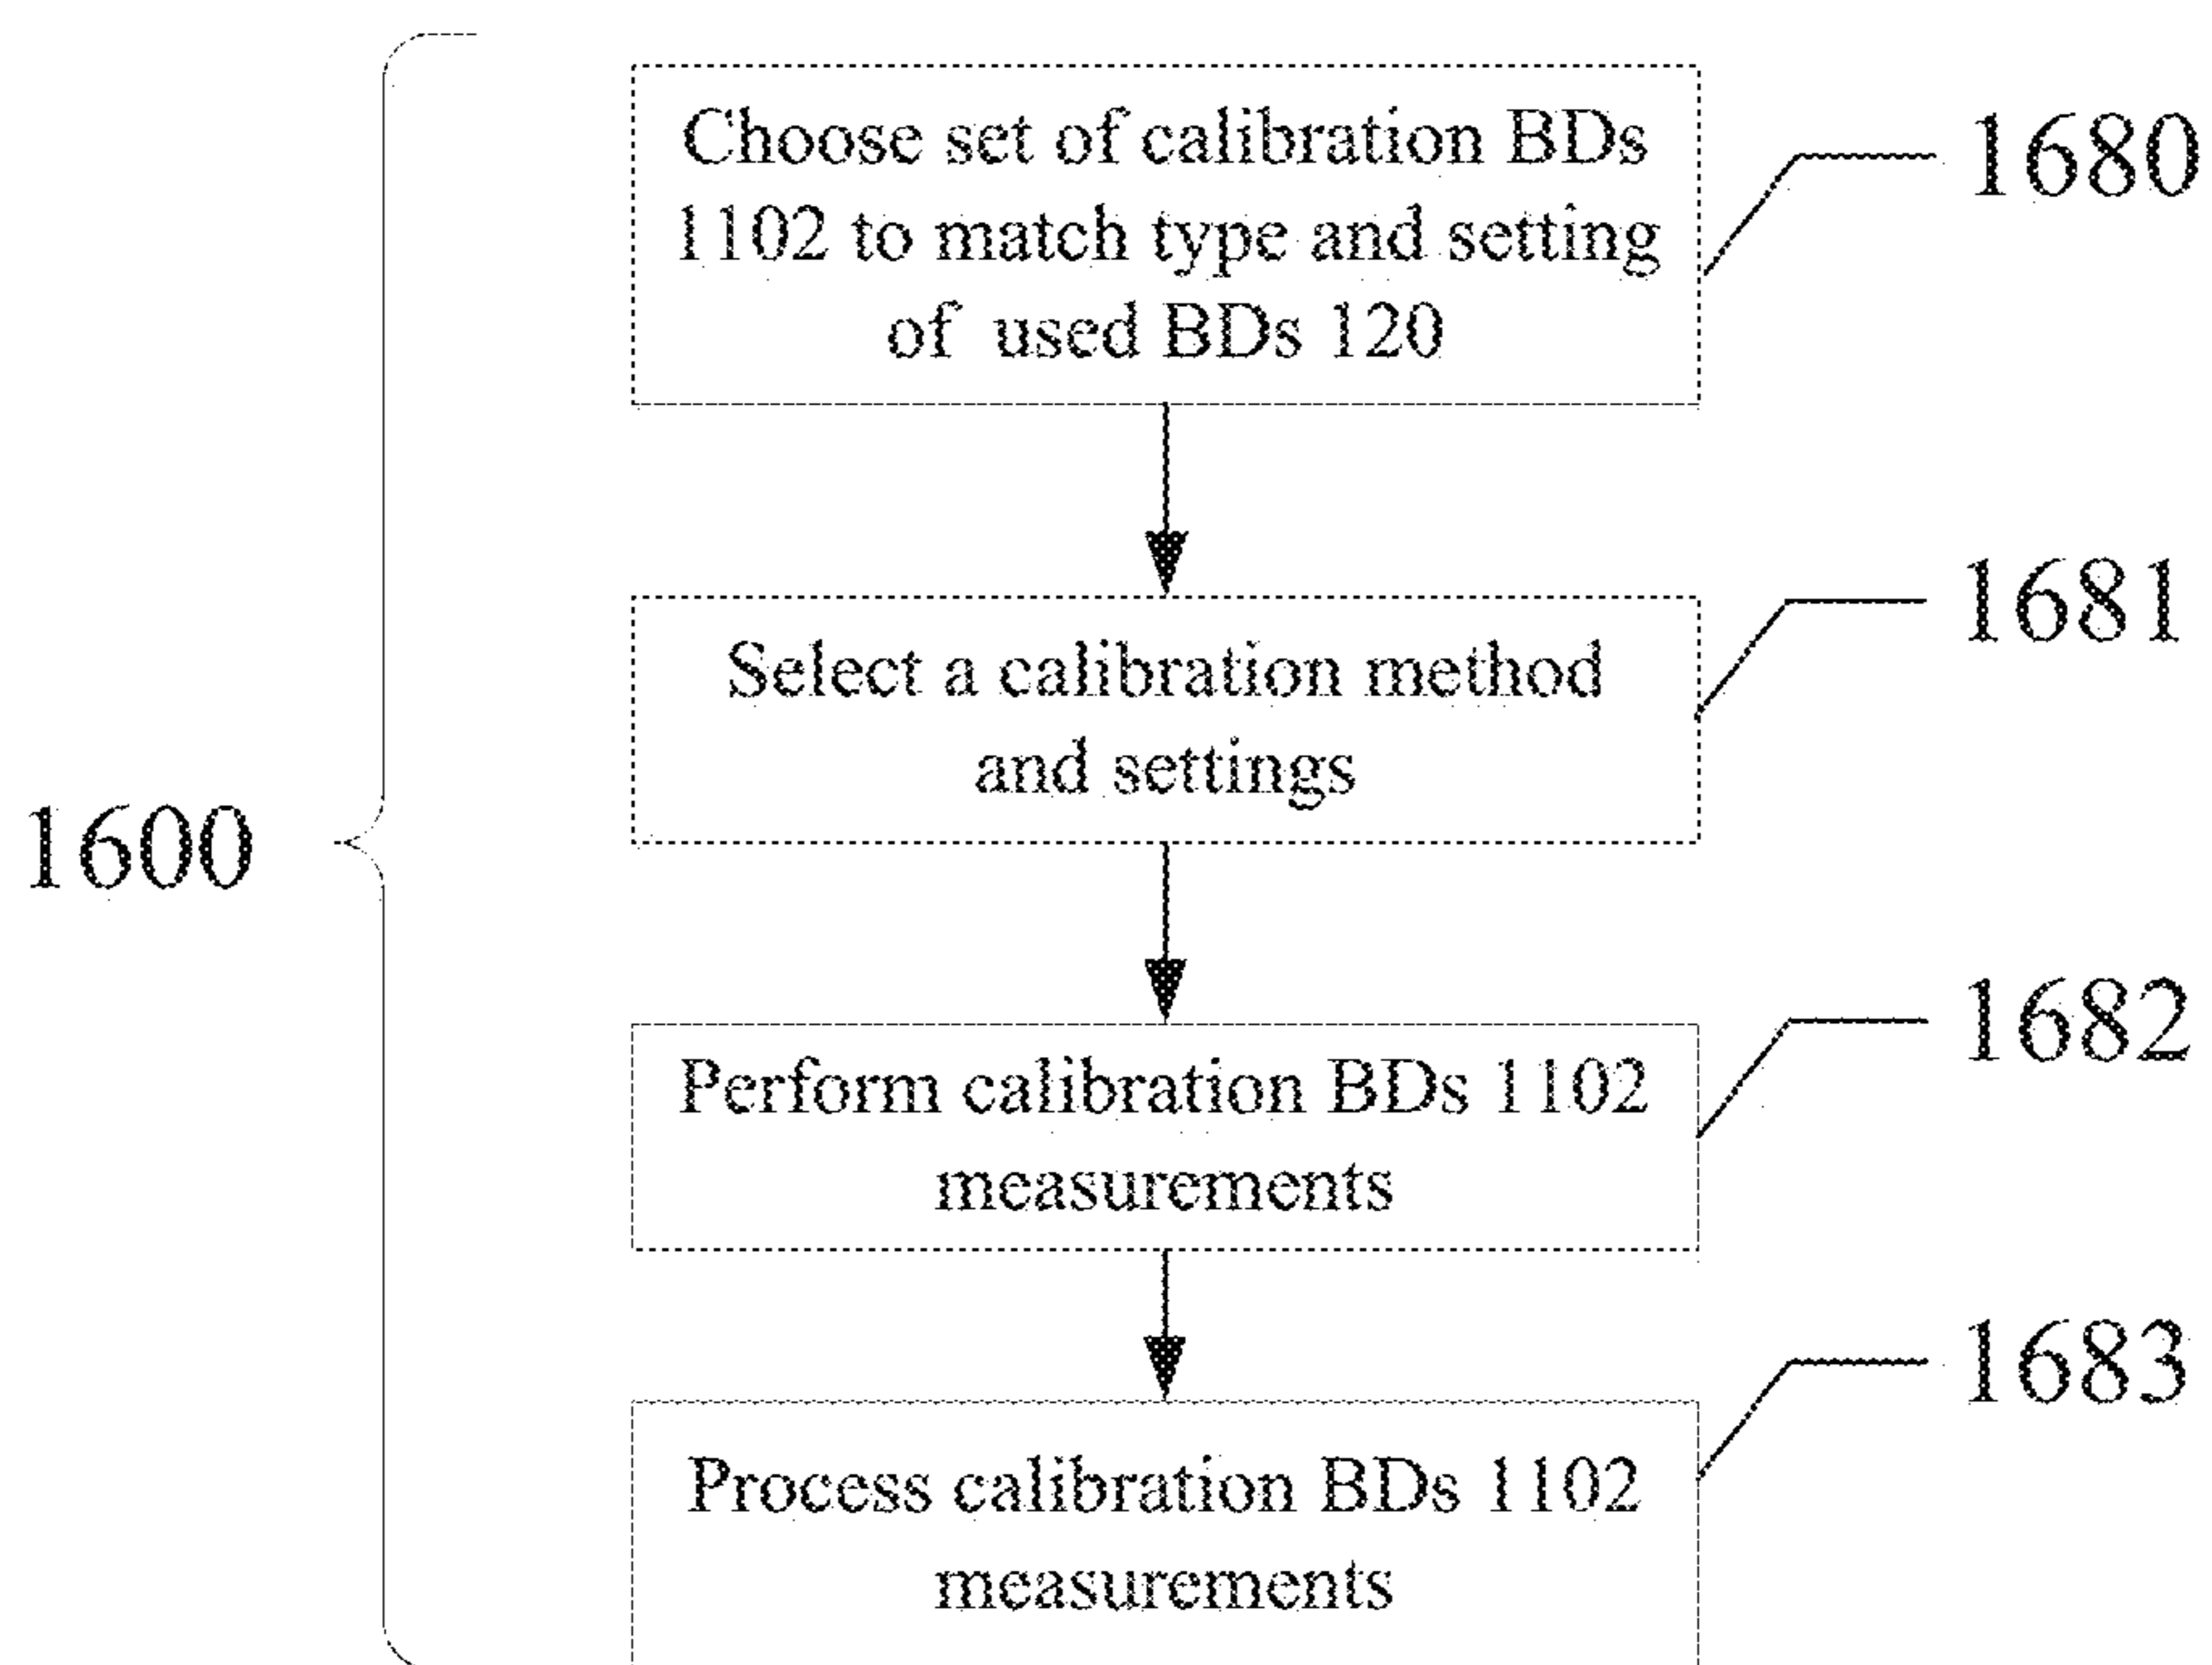 Choose set of calibration BDs
1102 to match type and setting
of used BDs 120
1680
Select a calibration method
and settings
1681
1600
Perform calibration BDs 1102
measurements
1682
Process calibration BDs 1102
measurements
1683